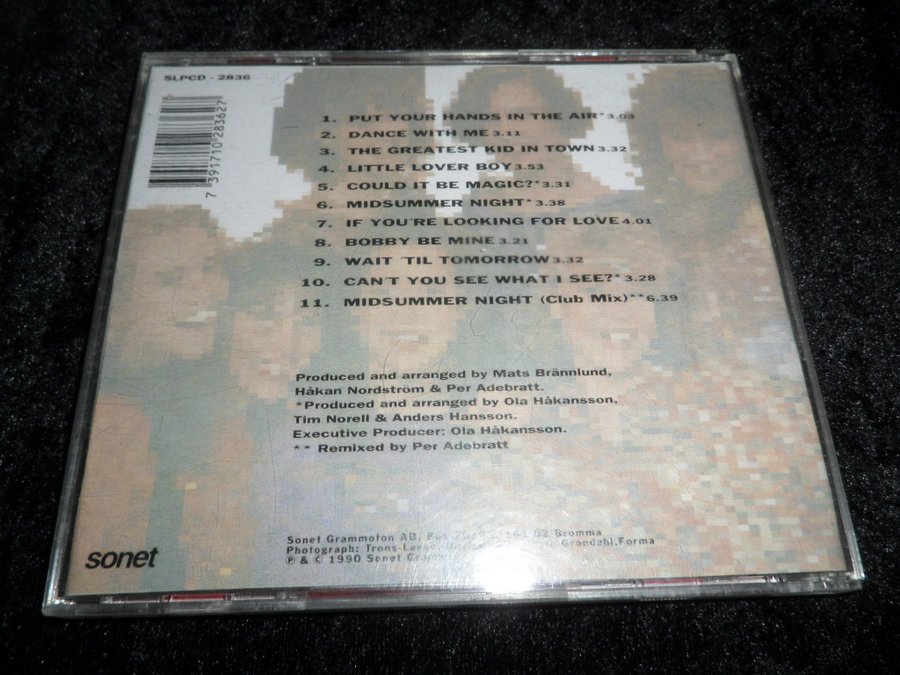 SLPCD - 2836
7 391710 283627
1. PUT YOUR HANDS IN THE AIR* 3.03
2. DANCE WITH ME 3.11
3. THE GREATEST KID IN TOWN 3.32
4. LITTLE LOVER BOY 3.53
5. COULD IT BE MAGIC?* 3.31
6. MIDSUMMER NIGHT* 3.38
7. IF YOU'RE LOOKING FOR LOVE 4.01
8. BOBBY BE MINE 3.21
9. WAIT 'TIL TOMORROW 3.32
10. CAN'T YOU SEE WHAT I SEE?* 3.28
11. MIDSUMMER NIGHT (Club Mix)** 6.39
Produced and arranged by Mats Brännlund,
Håkan Nordström & Per Adebratt.
*Produced and arranged by Ola Håkansson,
Tim Norell & Anders Hansson.
Executive Producer: Ola Håkansson.
** Remixed by Per Adebratt
Sonet Grammofon AB, Bromma
Photograph: Gröndahl, Forma
℗ & © 1990 Sonet
sonet